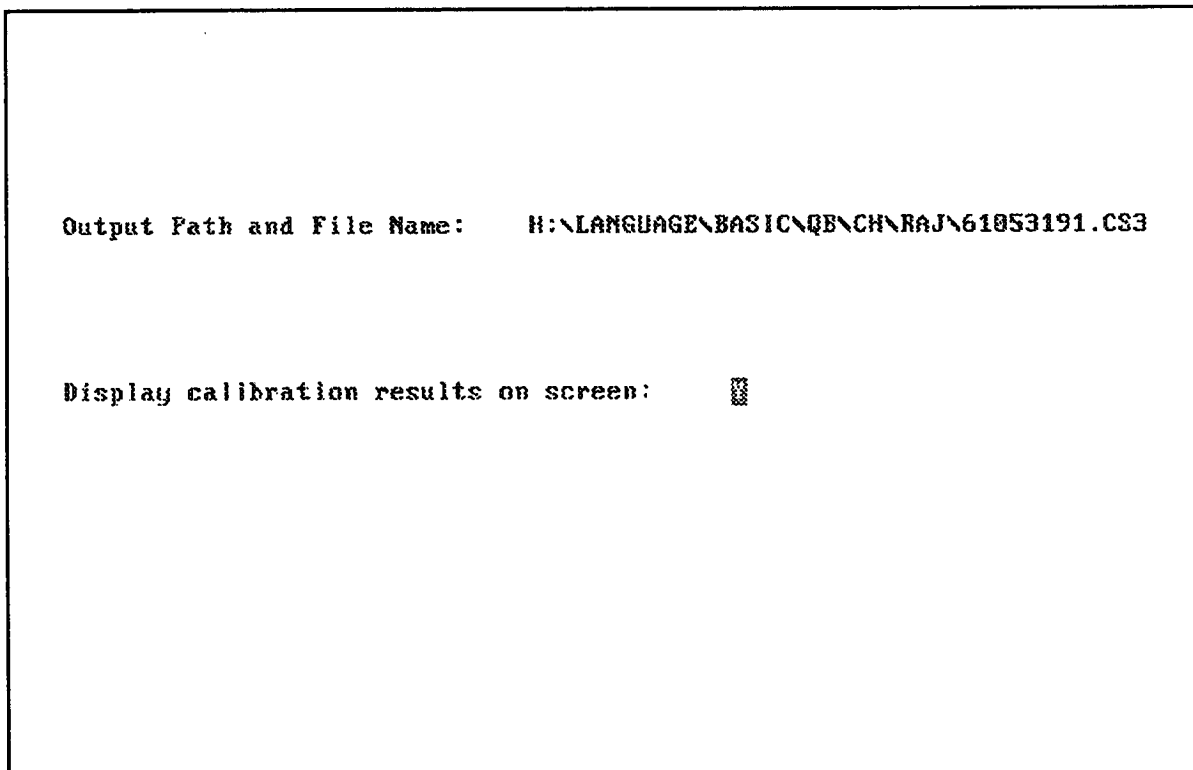 Output Path and File Name: H:\LANGUAGE\BASIC\QB\CH\RAJ\61053191.CS3
Display calibration results on screen: Y